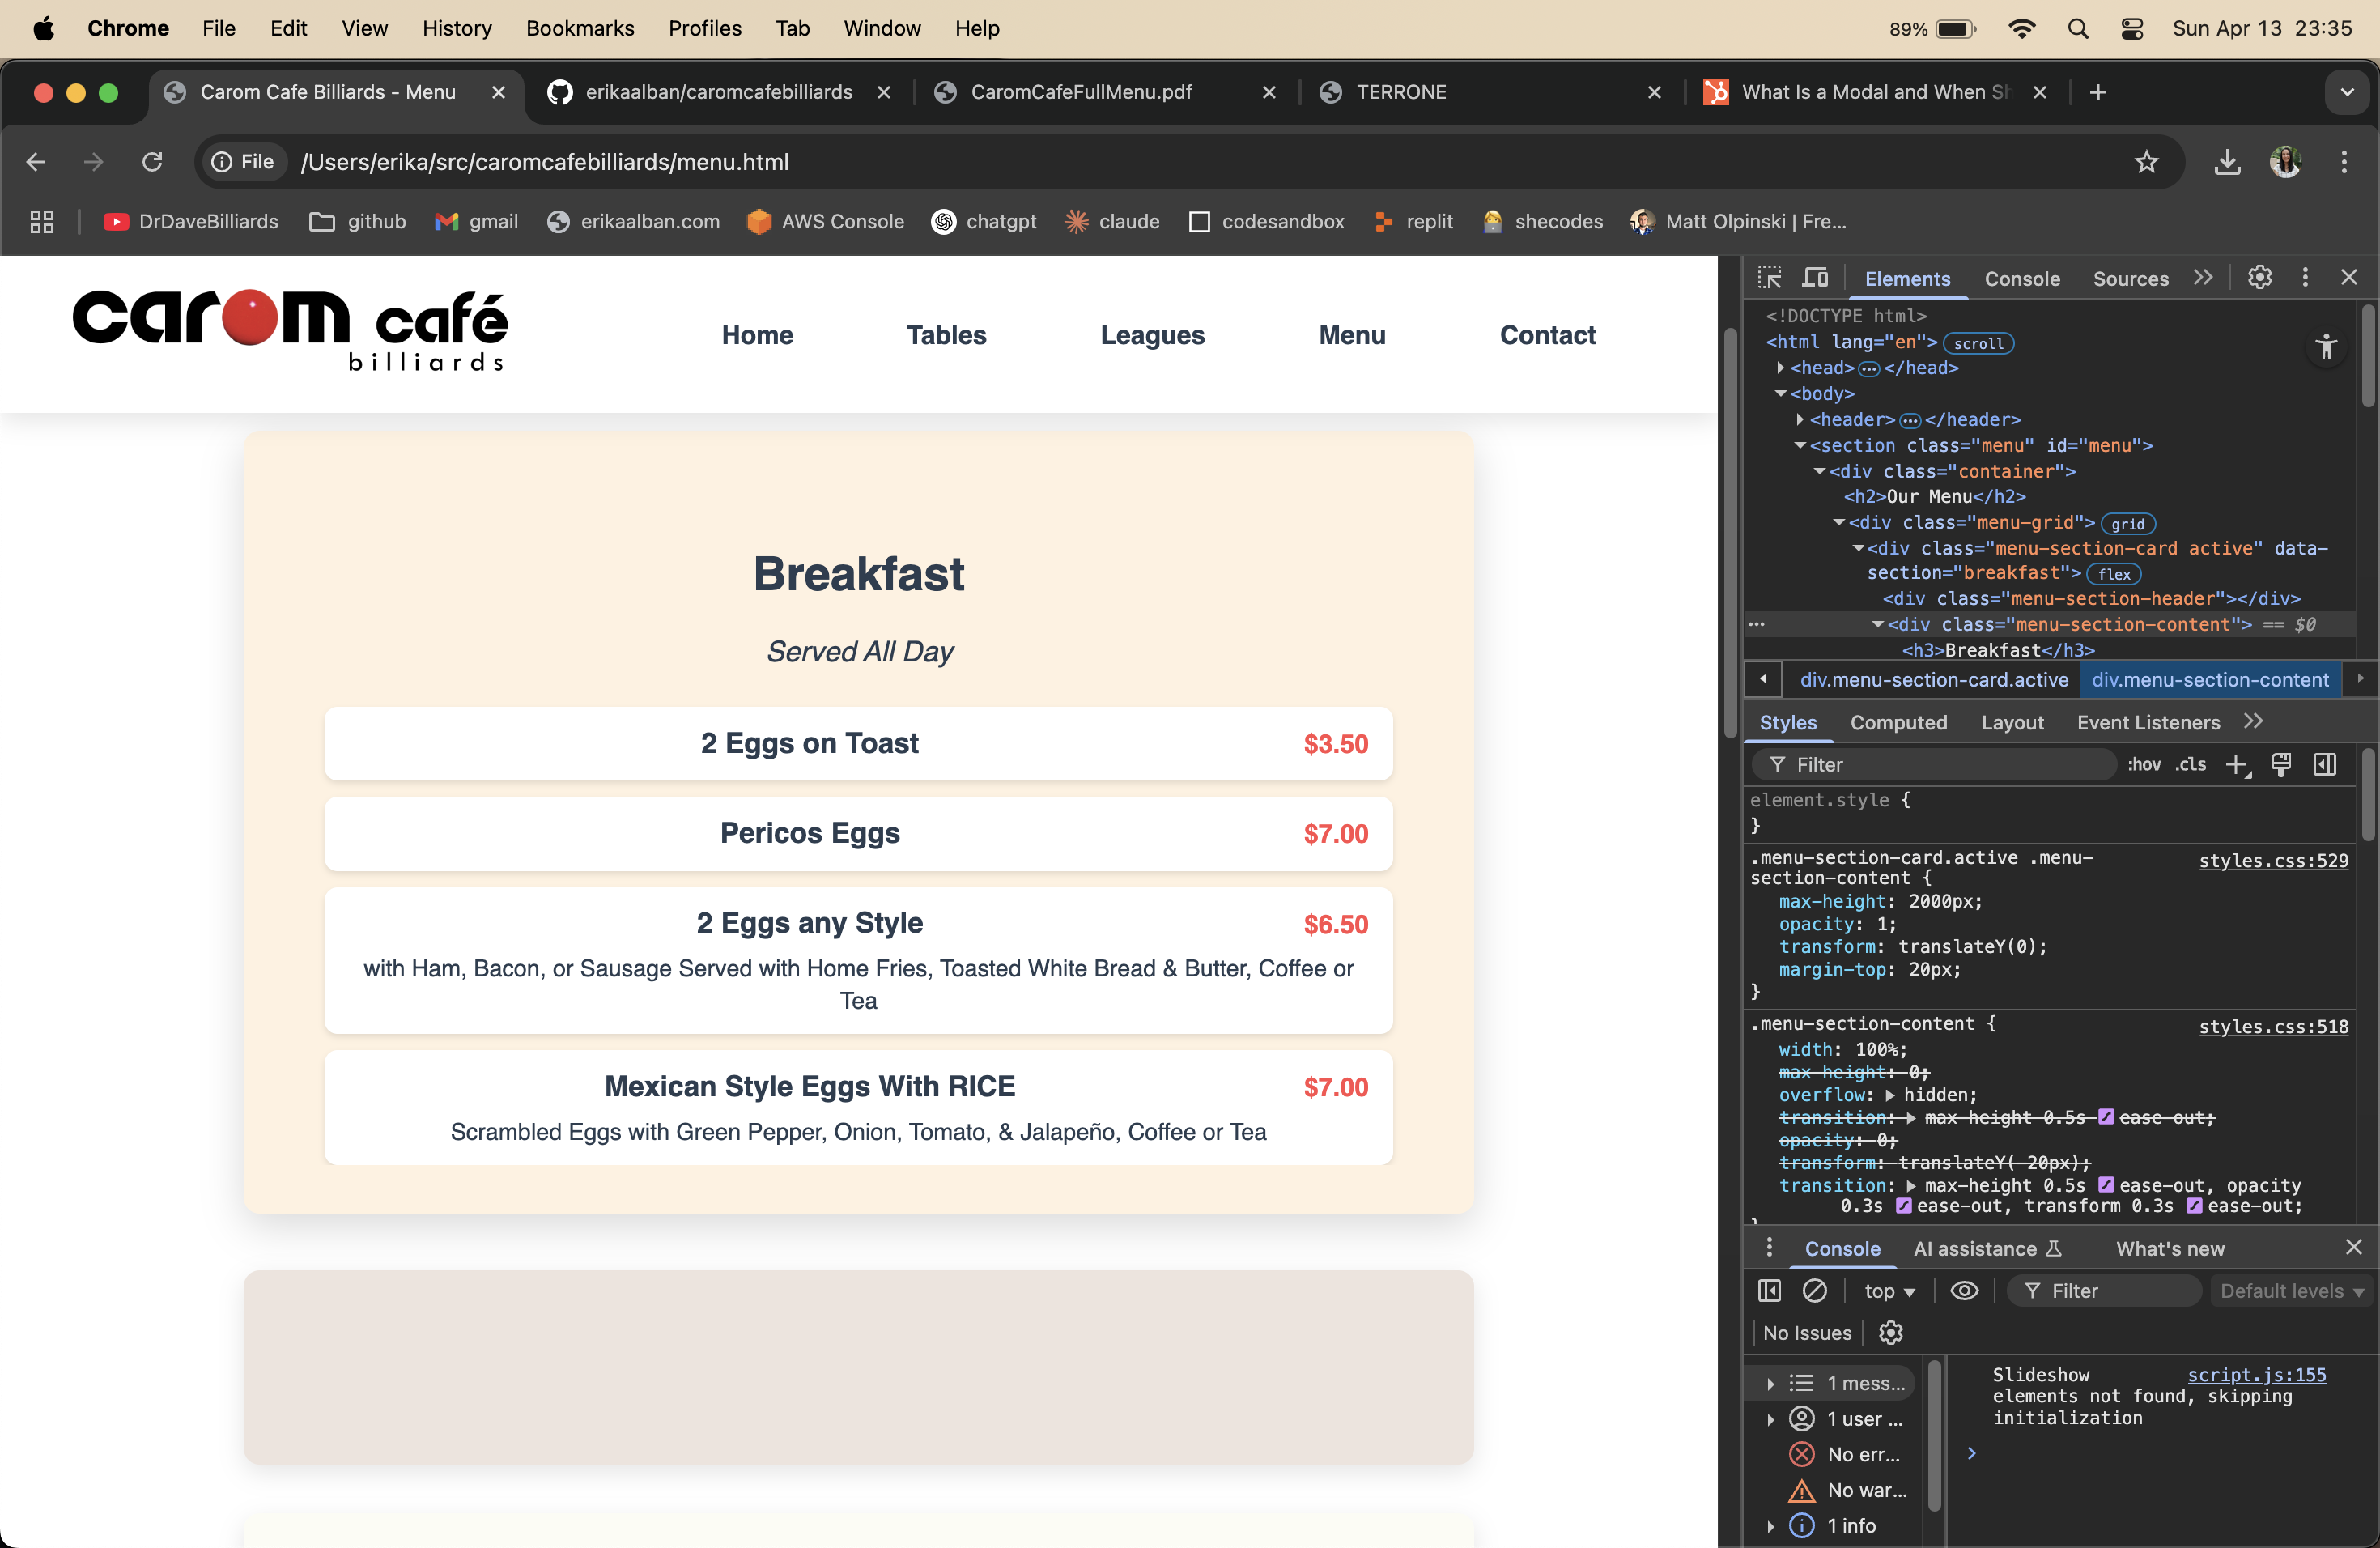 Chrome File Edit View History Bookmarks Profiles Tab Window Help 89% Sun Apr 13 23:35
Carom Cafe Billiards - Menu erikaalban/caromcafebilliards CaromCafeFullMenu.pdf TERRONE What Is a Modal and When Sh
File /Users/erika/src/caromcafebilliards/menu.html
DrDaveBilliards github gmail erikaalban.com AWS Console chatgpt claude codesandbox replit shecodes Matt Olpinski | Fre...
carom café
billiards
Home Tables Leagues Menu Contact
Breakfast
Served All Day
2 Eggs on Toast $3.50
Pericos Eggs $7.00
2 Eggs any Style $6.50
with Ham, Bacon, or Sausage Served with Home Fries, Toasted White Bread & Butter, Coffee or
Tea
Mexican Style Eggs With RICE $7.00
Scrambled Eggs with Green Pepper, Onion, Tomato, & Jalapeño, Coffee or Tea
Elements Console Sources
<!DOCTYPE html>
<html lang="en"> scroll
<head> ... </head>
<body>
<header> ... </header>
<section class="menu" id="menu">
<div class="container">
<h2>Our Menu</h2>
<div class="menu-grid"> grid
<div class="menu-section-card active" data-
section="breakfast"> flex
<div class="menu-section-header"></div>
... <div class="menu-section-content"> == $0
<h3>Breakfast</h3>
div.menu-section-card.active div.menu-section-content
Styles Computed Layout Event Listeners
Filter :hov .cls
element.style {
}
.menu-section-card.active .menu- styles.css:529
section-content {
max-height: 2000px;
opacity: 1;
transform: translateY(0);
margin-top: 20px;
}
.menu-section-content { styles.css:518
width: 100%;
max-height: 0;
overflow: hidden;
transition: max-height 0.5s ease-out;
opacity: 0;
transform: translateY(-20px);
transition: max-height 0.5s ease-out, opacity
0.3s ease-out, transform 0.3s ease-out;
}
Console AI assistance What's new
top Filter Default levels
No Issues
1 mess...
1 user ...
No err...
No war...
1 info
Slideshow script.js:155
elements not found, skipping
initialization